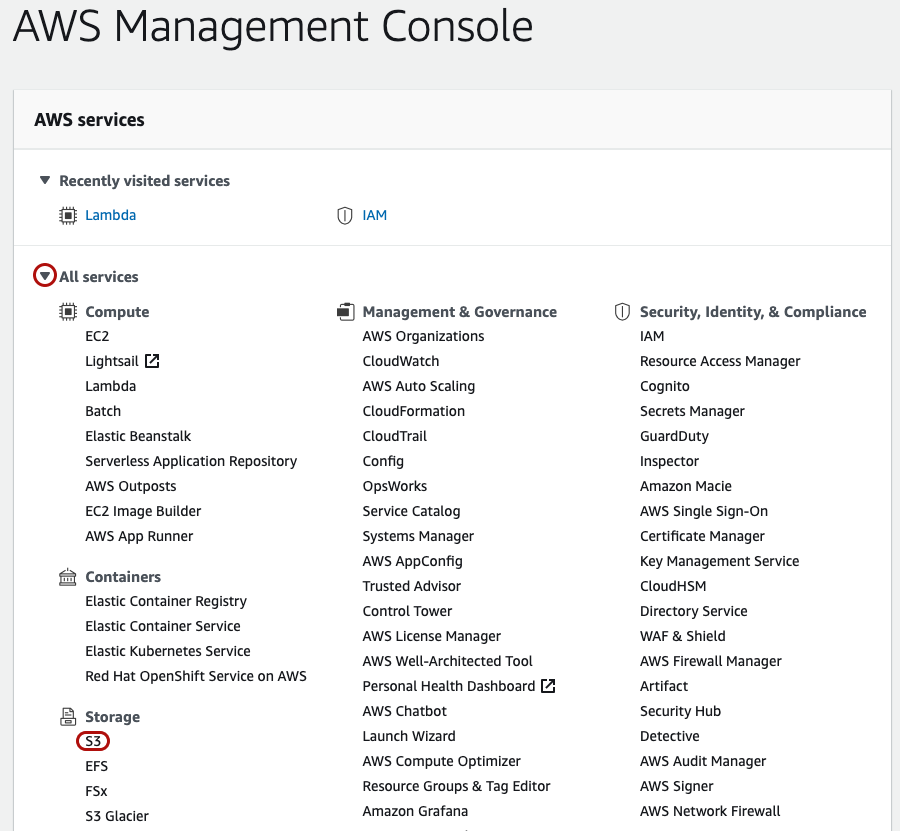 AWS Management Console
AWS services
Recently visited services
Lambda
IAM
All services
Compute
EC2
Lightsail
Lambda
Batch
Elastic Beanstalk
Serverless Application Repository
AWS Outposts
EC2 Image Builder
AWS App Runner
Containers
Elastic Container Registry
Elastic Container Service
Elastic Kubernetes Service
Red Hat OpenShift Service on AWS
Storage
S3
EFS
FSx
S3 Glacier
Management & Governance
AWS Organizations
CloudWatch
AWS Auto Scaling
CloudFormation
CloudTrail
Config
OpsWorks
Service Catalog
Systems Manager
AWS AppConfig
Trusted Advisor
Control Tower
AWS License Manager
AWS Well-Architected Tool
Personal Health Dashboard
AWS Chatbot
Launch Wizard
AWS Compute Optimizer
Resource Groups & Tag Editor
Amazon Grafana
Security, Identity, & Compliance
IAM
Resource Access Manager
Cognito
Secrets Manager
GuardDuty
Inspector
Amazon Macie
AWS Single Sign-On
Certificate Manager
Key Management Service
CloudHSM
Directory Service
WAF & Shield
AWS Firewall Manager
Artifact
Security Hub
Detective
AWS Audit Manager
AWS Signer
AWS Network Firewall